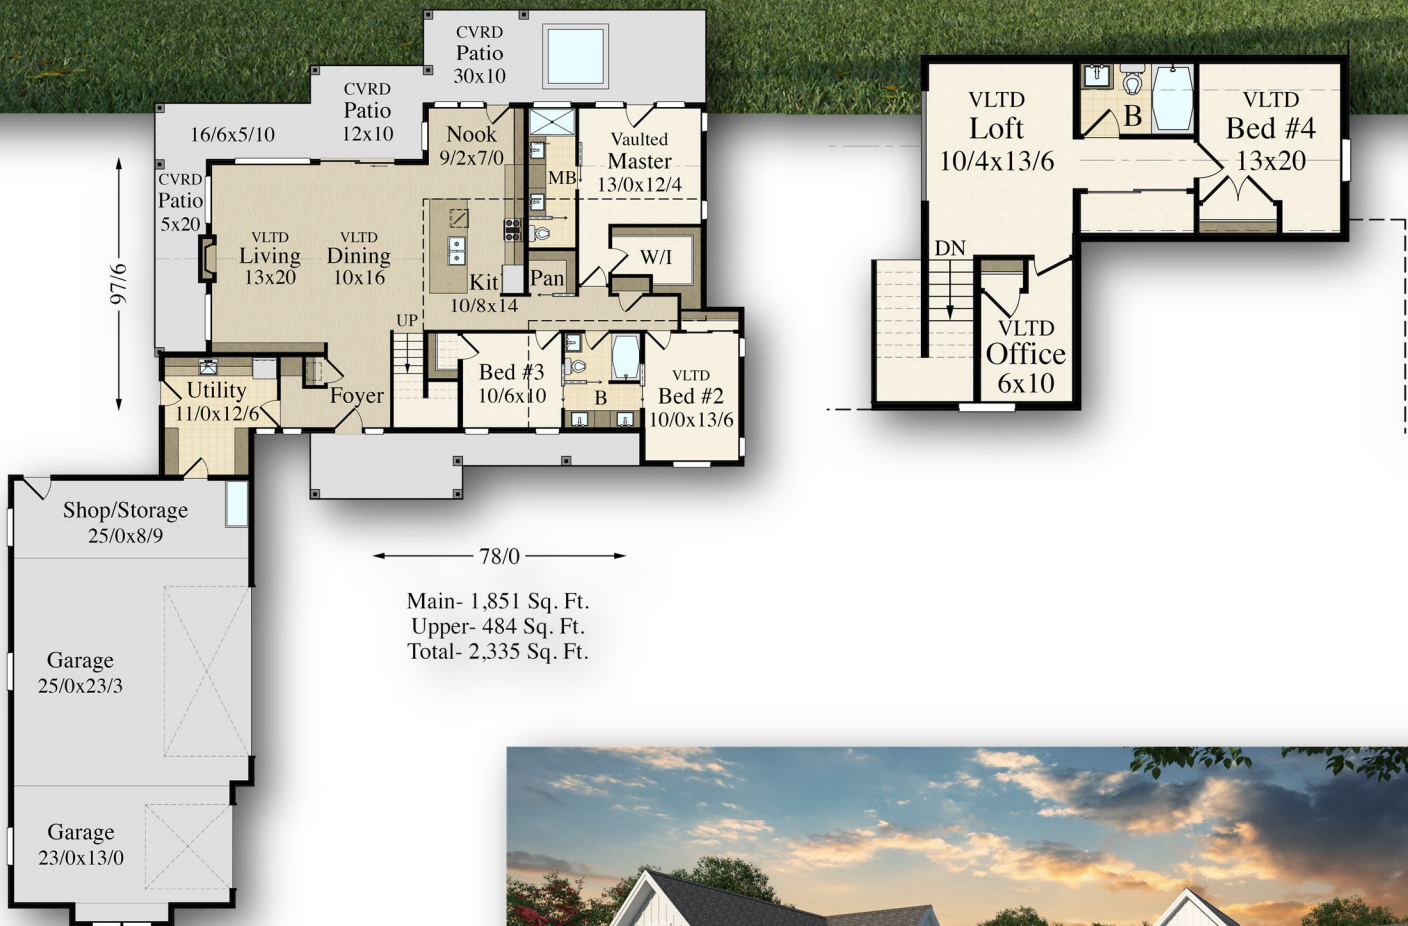 CVRD
Patio
30x10
CVRD
Patio
12x10
16/6x5/10
CVRD
Patio
5x20
Nook
9/2x7/0
MB
Vaulted
Master
13/0x12/4
VLTD
Living
13x20
VLTD
Dining
10x16
Kit
10/8x14
Pan
W/I
UP
Utility
11/0x12/6
Foyer
Bed #3
10/6x10
B
VLTD
Bed #2
10/0x13/6
97/6
Shop/Storage
25/0x8/9
Garage
25/0x23/3
Garage
23/0x13/0
78/0
Main- 1,851 Sq. Ft.
Upper- 484 Sq. Ft.
Total- 2,335 Sq. Ft.
VLTD
Loft
10/4x13/6
B
VLTD
Bed #4
13x20
DN
VLTD
Office
6x10